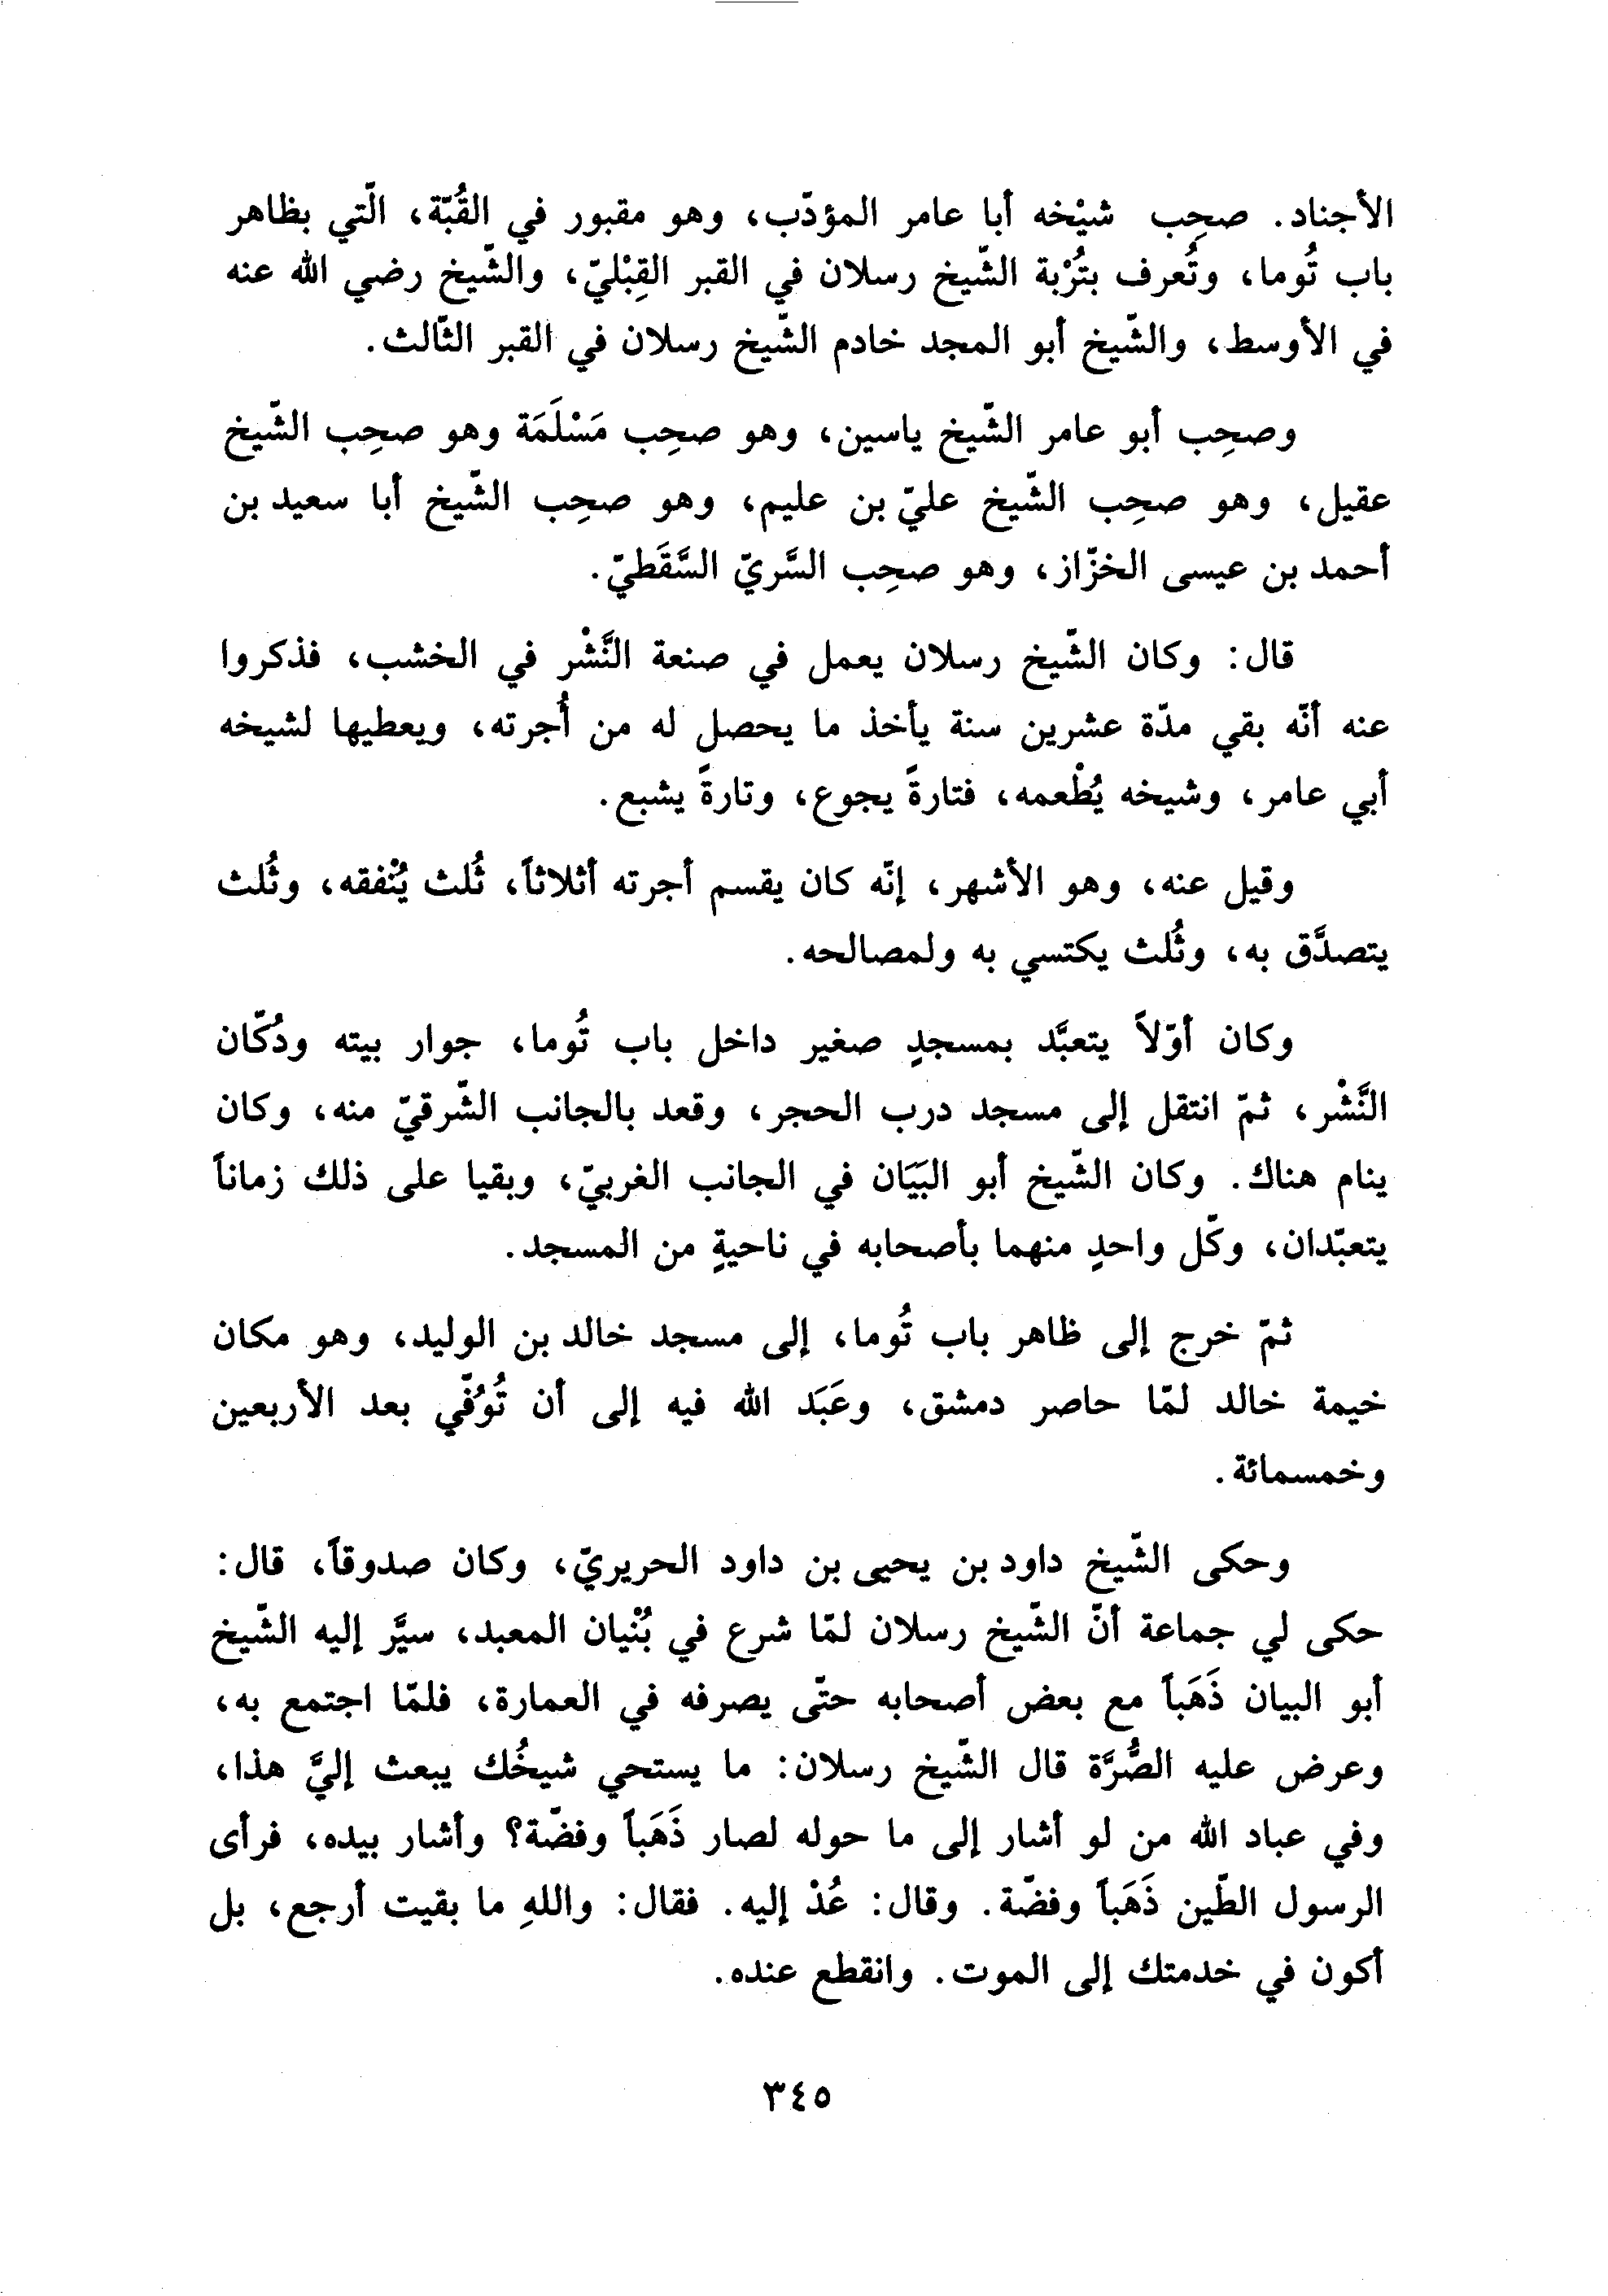 الأجناد. صحِب شيْخه أبا عامر المؤدّب، وهو مقبور في القُبّة، الّتي بظاهر
باب تُوما، وتُعرف بتُرْبة الشّيخ رسلان في القبر القِبْليّ، والشّيخ رضي الله عنه
في الأوسط، والشّيخ أبو المجد خادم الشّيخ رسلان في القبر الثّالث.
وصحِب أبو عامر الشّيخ ياسين، وهو صحِب مَسْلَمَة وهو صحِب الشّيخ
عقيل، وهو صحِب الشّيخ عليّ بن عليم، وهو صحِب الشّيخ أبا سعيد بن
أحمد بن عيسى الخزّاز، وهو صحِب السَّريّ السَّقَطيّ.
قال: وكان الشّيخ رسلان يعمل في صنعة النَّشْر في الخشب، فذكروا
عنه أنّه بقي مدّة عشرين سنة يأخذ ما يحصل له من أُجرته، ويعطيها لشيخه
أبي عامر، وشيخه يُطْعمه، فتارةً يجوع، وتارةً يشبع.
وقيل عنه، وهو الأشهر، إنّه كان يقسم أجرته أثلاثاً، ثُلث يُنْفقه، وثُلث
يتصدَّق به، وثُلث يكتسي به ولمصالحه.
وكان أوّلاً يتعبَّد بمسجدٍ صغير داخل باب تُوما، جوار بيته ودُكّان
النَّشْر، ثمّ انتقل إلى مسجد درب الحجر، وقعد بالجانب الشّرقيّ منه، وكان
ينام هناك. وكان الشّيخ أبو البَيَان في الجانب الغربيّ، وبقيا على ذلك زماناً
يتعبّدان، وكّل واحدٍ منهما بأصحابه في ناحيةٍ من المسجد.
ثمّ خرج إلى ظاهر باب تُوما، إلى مسجد خالد بن الوليد، وهو مكان
خيمة خالد لمّا حاصر دمشق، وعَبَد الله فيه إلى أن تُوُفّي بعد الأربعين
وخمسمائة.
وحكى الشّيخ داود بن يحيى بن داود الحريريّ، وكان صدوقاً، قال:
حكى لي جماعة أنّ الشّيخ رسلان لمّا شرع في بُنْيان المعبد، سيَّر إليه الشّيخ
أبو البيان ذَهَباً مع بعض أصحابه حتّى يصرفه في العمارة، فلمّا اجتمع به،
وعرض عليه الصُّرَّة قال الشّيخ رسلان: ما يستحي شيخُك يبعث إليَّ هذا،
وفي عباد الله من لو أشار إلى ما حوله لصار ذَهَباً وفضّة؟ وأشار بيده، فرأى
الرسول الطّين ذَهَباً وفضّة. وقال: عُدْ إليه. فقال: واللهِ ما بقيت أرجع، بل
أكون في خدمتك إلى الموت. وانقطع عنده.
٣٤٥